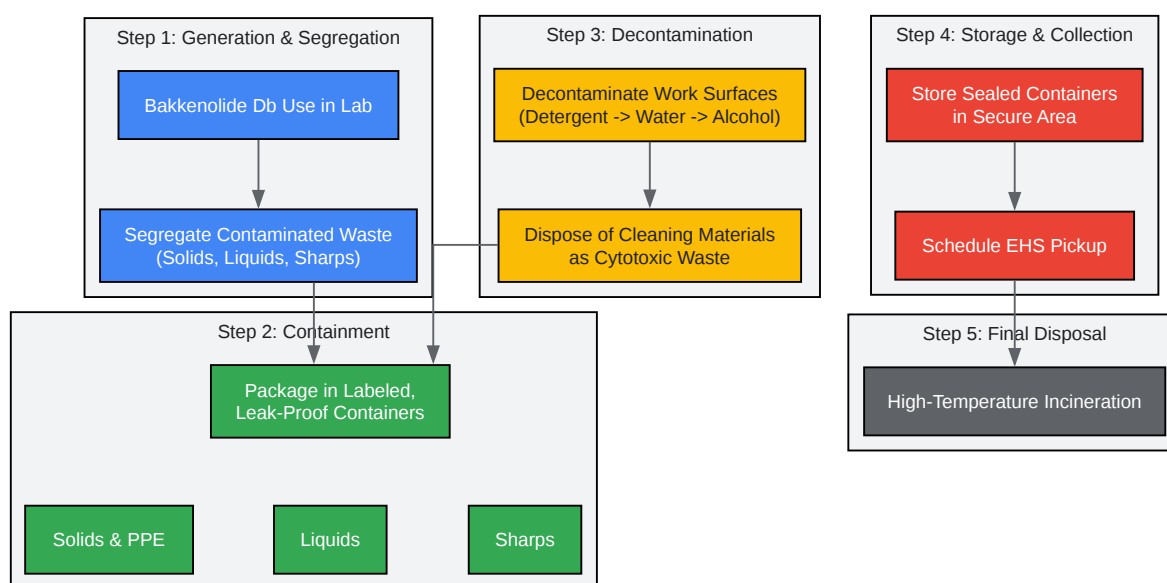 Step 1: Generation & Segregation
Bakkenolide Db Use in Lab
Segregate Contaminated Waste
(Solids, Liquids, Sharps)
Step 2: Containment
Package in Labeled,
Leak-Proof Containers
Solids & PPE
Liquids
Sharps
Step 3: Decontamination
Decontaminate Work Surfaces
(Detergent -> Water -> Alcohol)
Dispose of Cleaning Materials
as Cytotoxic Waste
Step 4: Storage & Collection
Store Sealed Containers
in Secure Area
Schedule EHS Pickup
Step 5: Final Disposal
High-Temperature Incineration